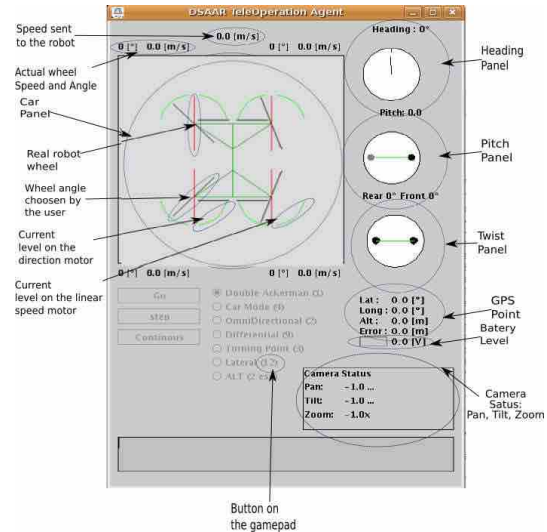 DSAAR TeleOperation Agent
Speed sent
to the robot
0.0 [m/s]
0 [°] 0.0 [m/s]
0 [°] 0.0 [m/s]
Heading : 0°
Heading
Panel
Actual wheel
Speed and Angle
Car
Panel
Real robot
wheel
Wheel angle
choosen by
the user
Current
level on the
direction motor
Current
level on the linear
speed motor
Pitch: 0.0
Pitch
Panel
Rear 0° Front 0°
Twist
Panel
0 [°] 0.0 [m/s]
0 [°] 0.0 [m/s]
Go
step
Continous
Double Ackerman (1)
Car Mode (4)
OmniDirectional (2)
Differential (9)
Turning Point (3)
Lateral (12)
ALT (2 es
Lat : 0.0 [°]
Long : 0.0 [°]
Alt : 0.0 [m]
Error : 0.0 [m]
0.0 [V]
GPS
Point
Batery
Level
Camera Status
Pan: -1.0 ...
Tilt: -1.0 ...
Zoom: -1.0x
Camera
Satus:
Pan, Tilt, Zoom
Button on
the gamepad